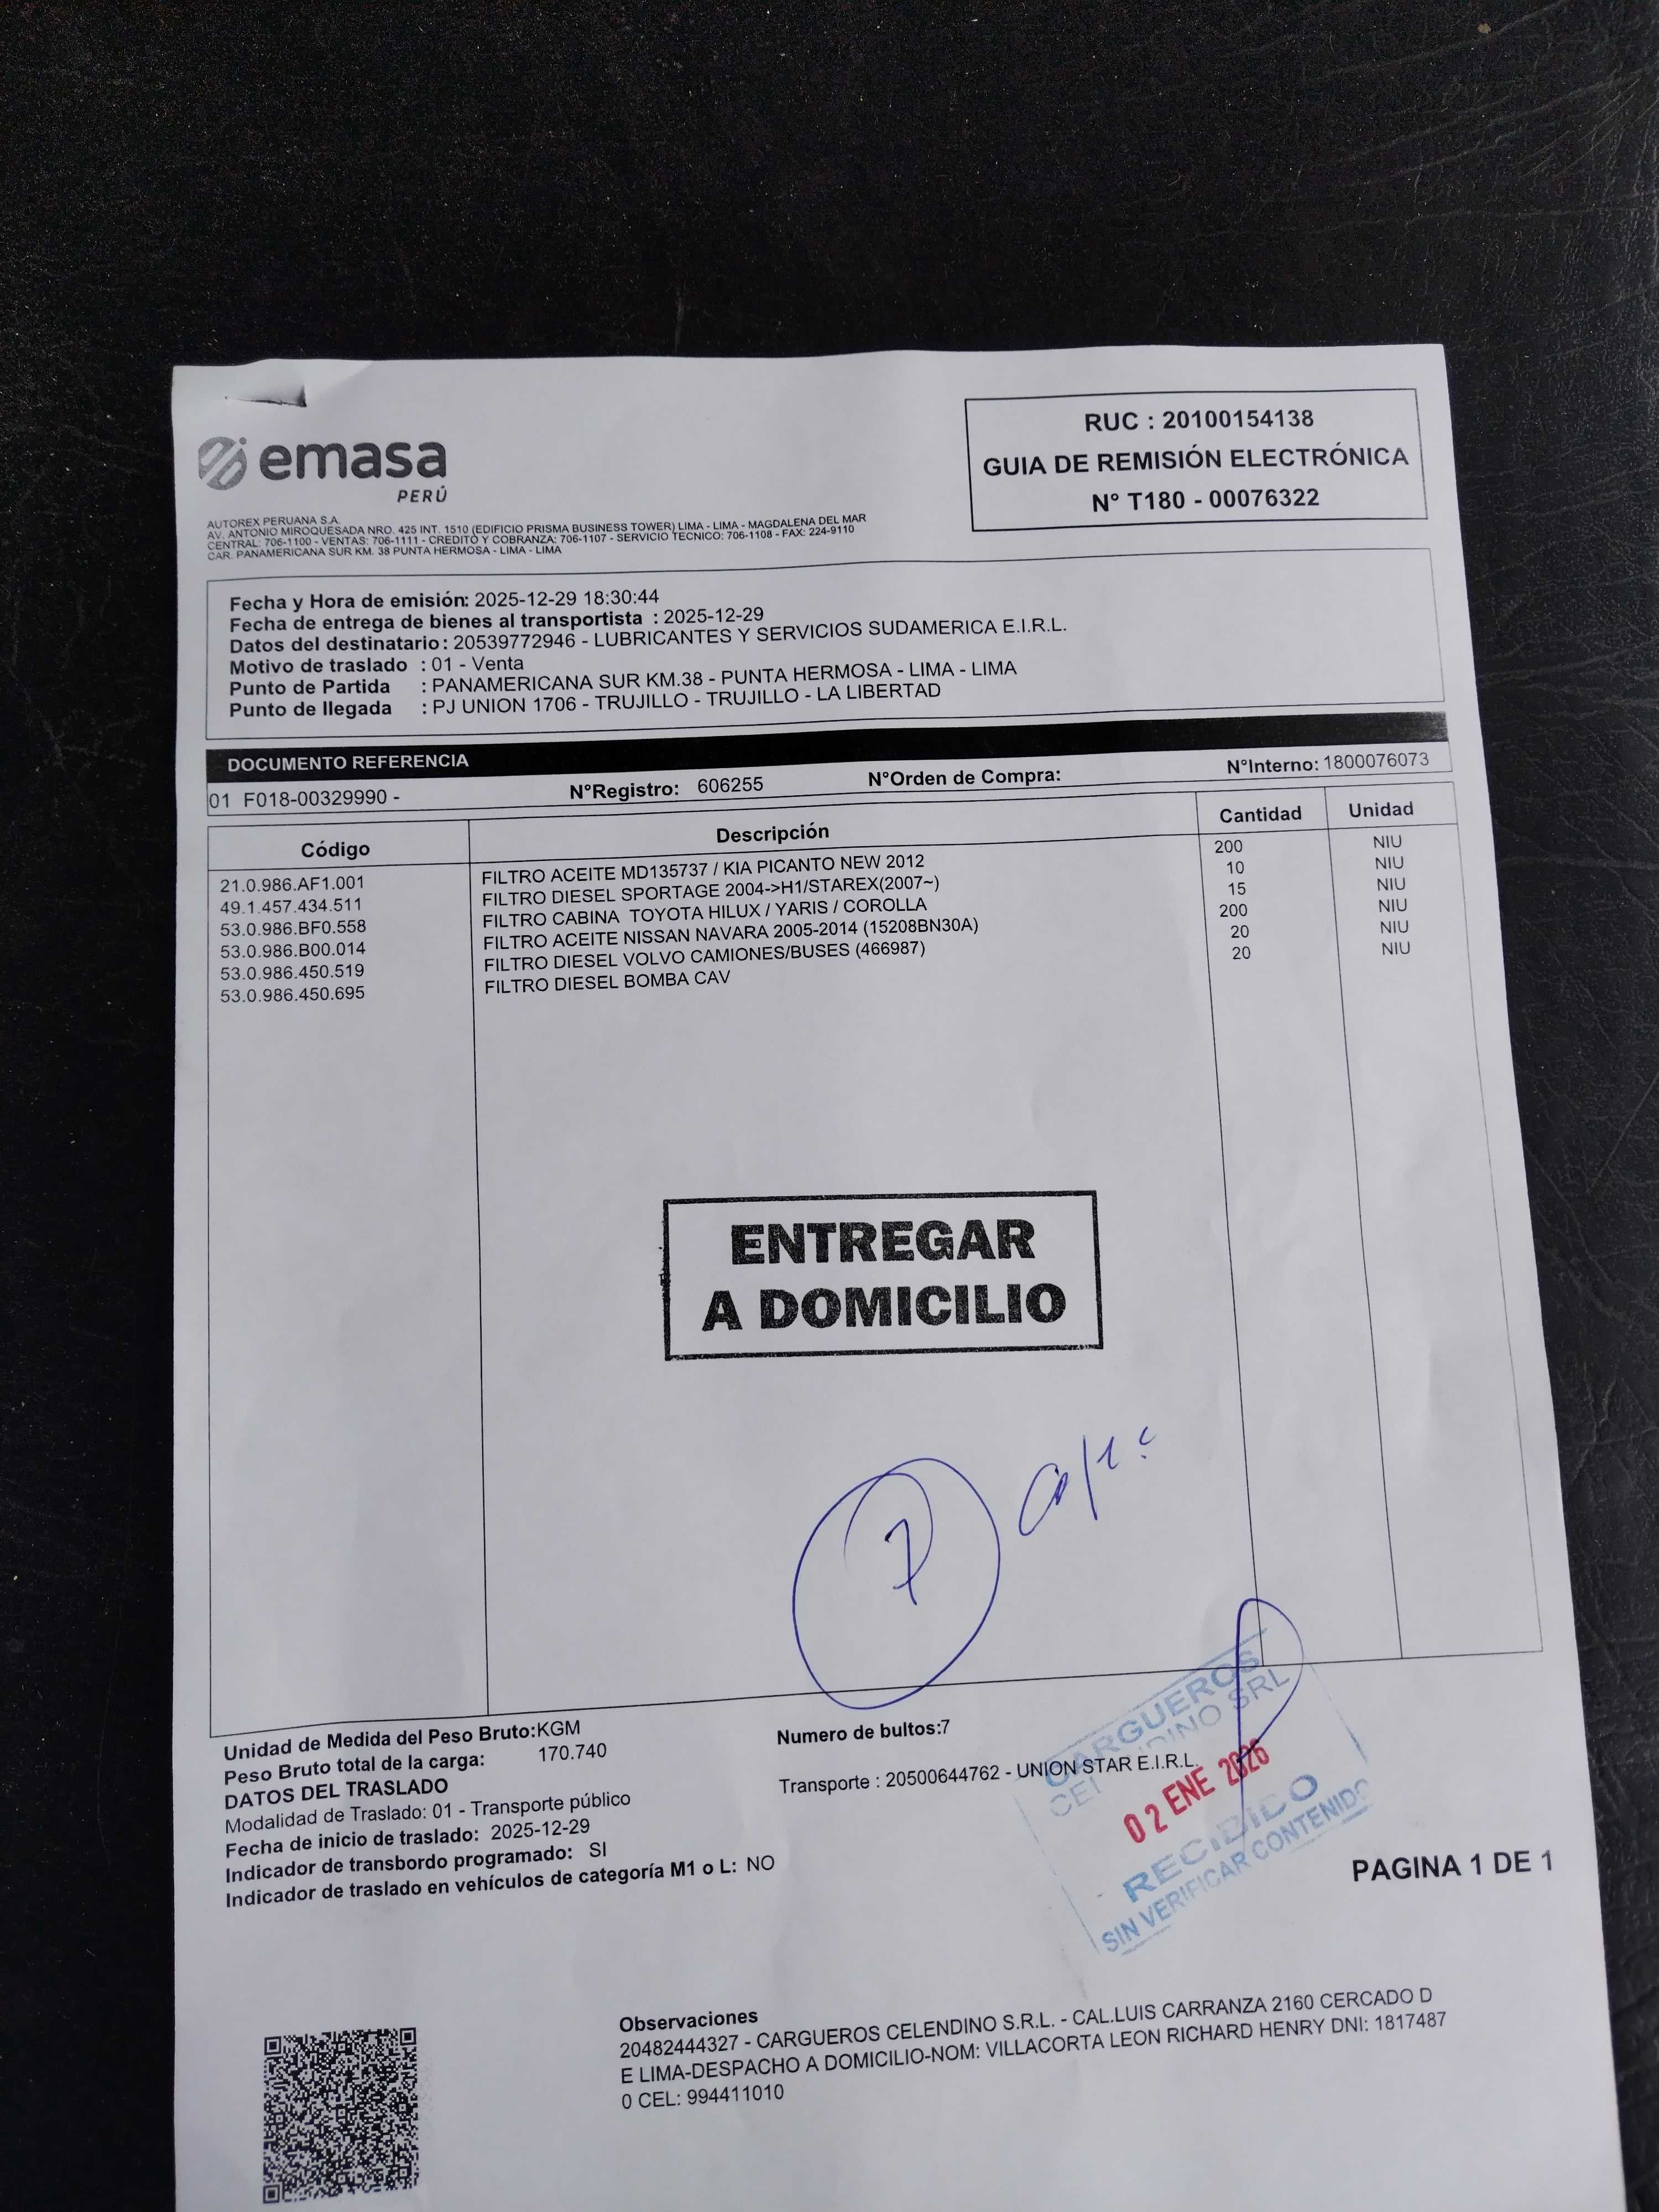 emasa
PERÚ
RUC : 20100154138
GUIA DE REMISIÓN ELECTRÓNICA
N° T180 - 00076322
AUTOREX PERUANA S.A.
AV. ANTONIO MIROQUESADA NRO. 425 INT. 1510 (EDIFICIO PRISMA BUSINESS TOWER) LIMA - LIMA - MAGDALENA DEL MAR
CENTRAL: 706-1100 - VENTAS: 706-1111 - CREDITO Y COBRANZA: 706-1107 - SERVICIO TECNICO: 706-1108 - FAX: 224-9110
CAR. PANAMERICANA SUR KM. 38 PUNTA HERMOSA - LIMA - LIMA
Fecha y Hora de emisión: 2025-12-29 18:30:44
Fecha de entrega de bienes al transportista : 2025-12-29
Datos del destinatario : 20539772946 - LUBRICANTES Y SERVICIOS SUDAMERICA E.I.R.L.
Motivo de traslado : 01 - Venta
Punto de Partida : PANAMERICANA SUR KM.38 - PUNTA HERMOSA - LIMA - LIMA
Punto de llegada : PJ UNION 1706 - TRUJILLO - TRUJILLO - LA LIBERTAD
DOCUMENTO REFERENCIA
01 F018-00329990 - N°Registro: 606255 N°Orden de Compra: N°Interno: 1800076073
Código Descripción Cantidad Unidad
21.0.986.AF1.001 FILTRO ACEITE MD135737 / KIA PICANTO NEW 2012 200 NIU
49.1.457.434.511 FILTRO DIESEL SPORTAGE 2004->H1/STAREX(2007~) 10 NIU
53.0.986.BF0.558 FILTRO CABINA TOYOTA HILUX / YARIS / COROLLA 15 NIU
53.0.986.B00.014 FILTRO ACEITE NISSAN NAVARA 2005-2014 (15208BN30A) 200 NIU
53.0.986.450.519 FILTRO DIESEL VOLVO CAMIONES/BUSES (466987) 20 NIU
53.0.986.450.695 FILTRO DIESEL BOMBA CAV 20 NIU
ENTREGAR
A DOMICILIO
7
Unidad de Medida del Peso Bruto:KGM
Peso Bruto total de la carga: 170.740
DATOS DEL TRASLADO
Modalidad de Traslado: 01 - Transporte público
Fecha de inicio de traslado: 2025-12-29
Indicador de transbordo programado: SI
Indicador de traslado en vehículos de categoría M1 o L: NO
Numero de bultos:7
Transporte : 20500644762 - UNION STAR E.I.R.L.
CARGUEROS
SRL
02 ENE 2026
RECIBIDO
SIN VERIFICAR CONTENIDO
PAGINA 1 DE 1
Observaciones
20482444327 - CARGUEROS CELENDINO S.R.L. - CAL.LUIS CARRANZA 2160 CERCADO D
E LIMA-DESPACHO A DOMICILIO-NOM: VILLACORTA LEON RICHARD HENRY DNI: 1817487
0 CEL: 994411010